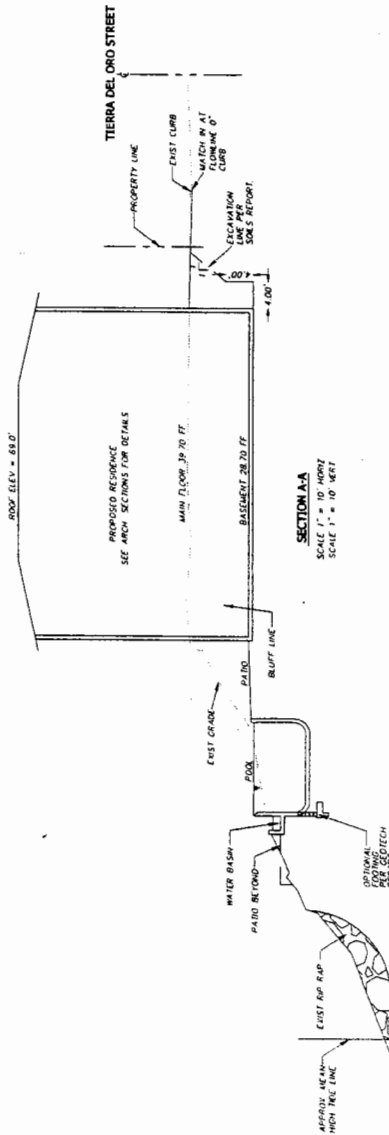 TIERRA DEL ORO STREET
℄
PROPERTY LINE
EXIST CURB
MATCH IN AT
FLOWLINE 0"
CURB
EXCAVATION
LINE PER
SOILS REPORT.
4.00'
4.00'
ROOF ELEV = 69.0'
PROPOSED RESIDENCE
SEE ARCH SECTIONS FOR DETAILS
MAIN FLOOR 39.70 FF
BASEMENT 28.70 FF
SECTION A-A
SCALE 1" = 10' HORIZ
SCALE 1" = 10' VERT
BLUFF LINE
PATIO
EXIST GRADE
POOL
WATER BASIN
PATIO BEYOND
OPTIONAL
FOOTING
PER GEOTECH
EXIST RIP RAP
APPROX MEAN
HIGH TIDE LINE